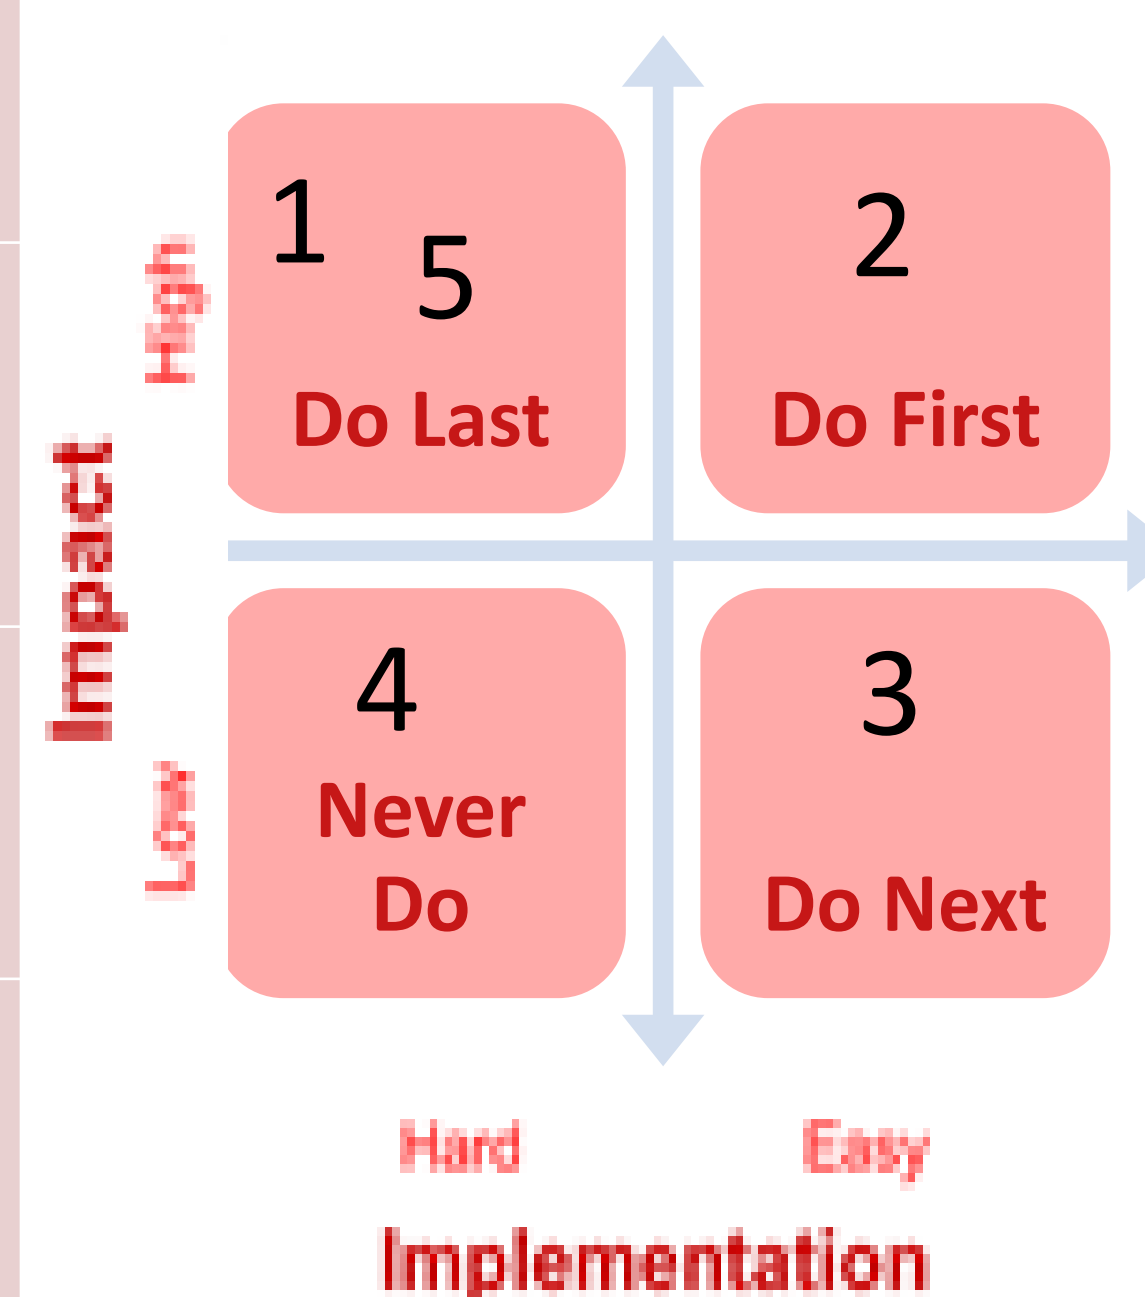 High
Impact
Low
1
5
Do Last
2
Do First
4
Never
Do
3
Do Next
Hard
Easy
Implementation